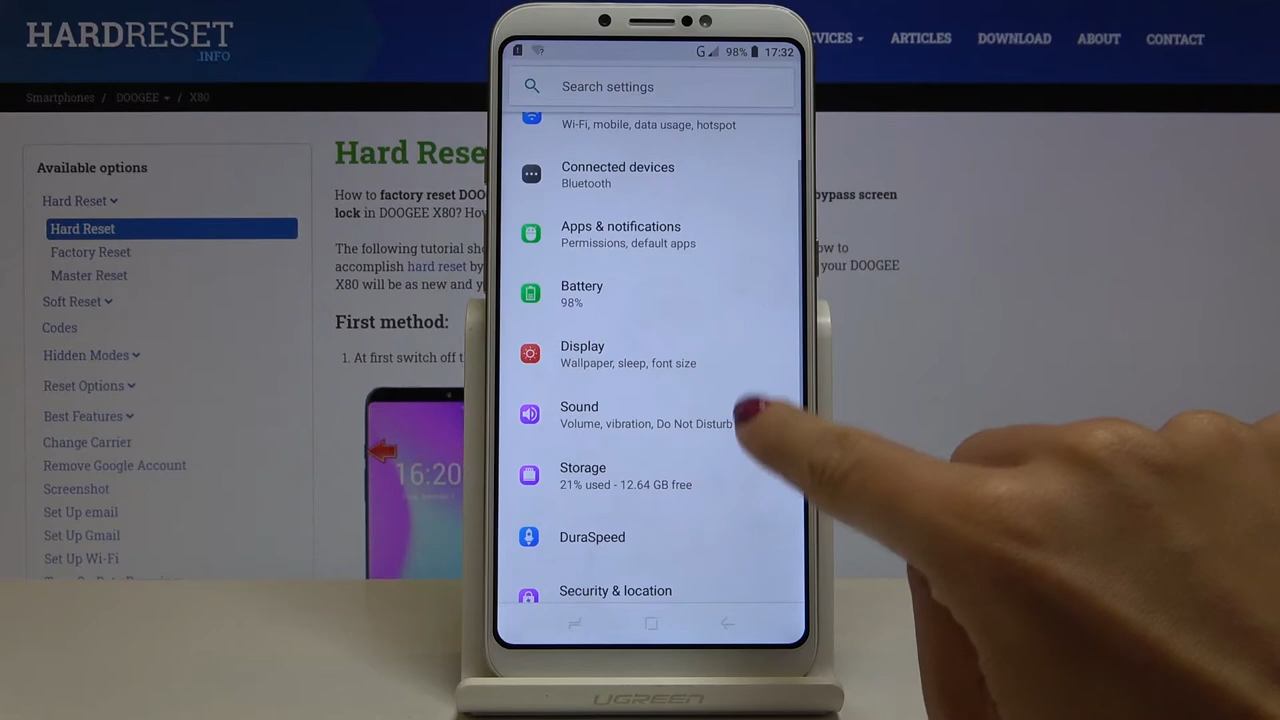 HARDRESET
.INFO
ARTICLES
DOWNLOAD
ABOUT
CONTACT
Smartphones / DOOGEE / X80
Available options
Hard Reset
Hard Reset
Factory Reset
Master Reset
Soft Reset
Codes
Hidden Modes
Reset Options
Best Features
Change Carrier
Remove Google Account
Screenshot
Set Up email
Set Up Gmail
Set Up Wi-Fi
Hard Rese
How to factory reset DOO
bypass screen
lock in DOOGEE X80? How
The following tutorial sh
ow to
accomplish hard reset by
your DOOGEE
X80 will be as new and y
First method:
1. At first switch off t
16:20
G 98% 17:32
Search settings
Wi-Fi, mobile, data usage, hotspot
Connected devices
Bluetooth
Apps & notifications
Permissions, default apps
Battery
98%
Display
Wallpaper, sleep, font size
Sound
Volume, vibration, Do Not Disturb
Storage
21% used - 12.64 GB free
DuraSpeed
Security & location
UGREEN